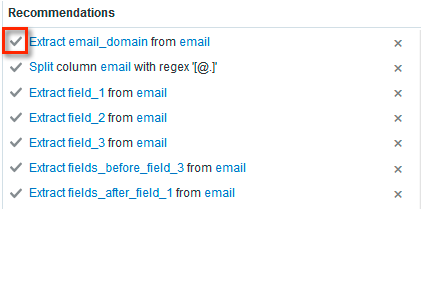 Recommendations
Extract email_domain from email
Split column email with regex '[@.]'
Extract field_1 from email
Extract field_2 from email
Extract field_3 from email
Extract fields_before_field_3 from email
Extract fields_after_field_1 from email